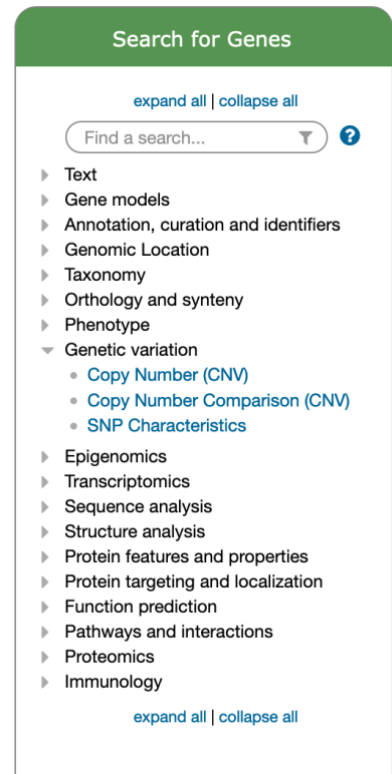 Search for Genes
expand all | collapse all
Find a search...
?
Text
Gene models
Annotation, curation and identifiers
Genomic Location
Taxonomy
Orthology and synteny
Phenotype
Genetic variation
Copy Number (CNV)
Copy Number Comparison (CNV)
SNP Characteristics
Epigenomics
Transcriptomics
Sequence analysis
Structure analysis
Protein features and properties
Protein targeting and localization
Function prediction
Pathways and interactions
Proteomics
Immunology
expand all | collapse all